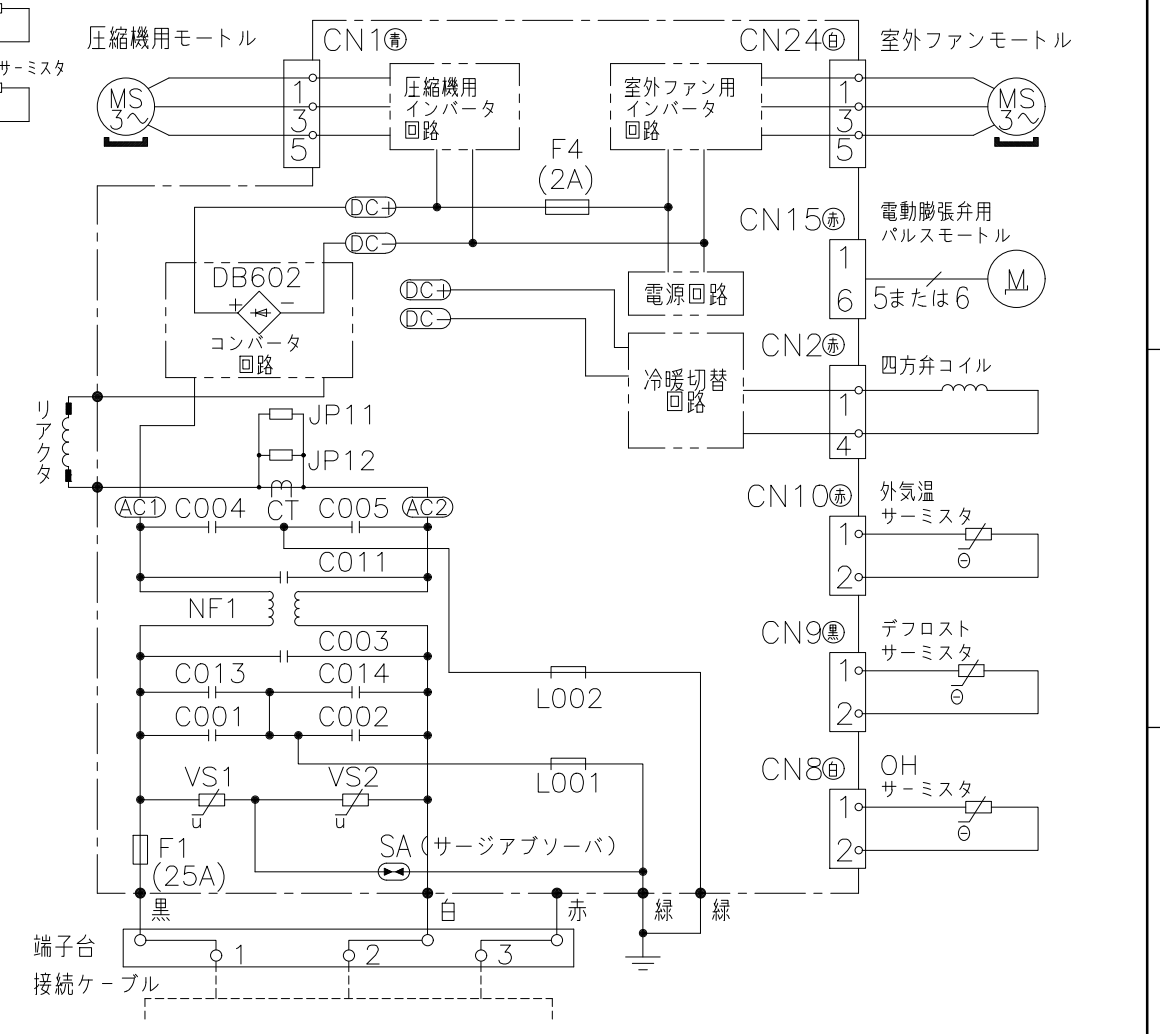 サーミスタ
圧縮機用モートル
CN1青
MS
3～
1
3
5
圧縮機用
インバータ
回路
室外ファン用
インバータ
回路
CN24白
室外ファンモートル
1
3
5
MS
3～
F4
(2A)
DC+
DC−
CN15赤
電動膨張弁用
パルスモートル
1
6
M
5または6
DB602
+
−
コンバータ
回路
DC+
DC−
電源回路
冷暖切替
回路
CN2赤
四方弁コイル
1
4
リアクタ
JP11
JP12
CT
AC1
C004
C005
AC2
C011
NF1
C003
C013
C014
C001
C002
L002
L001
CN10赤
外気温
サーミスタ
1
2
Θ
CN9黒
デフロスト
サーミスタ
1
2
Θ
CN8白
OH
サーミスタ
1
2
Θ
VS1
u
VS2
u
F1
(25A)
SA(サージアブソーバ)
黒
白
赤
緑
緑
端子台
1
2
3
接続ケーブル